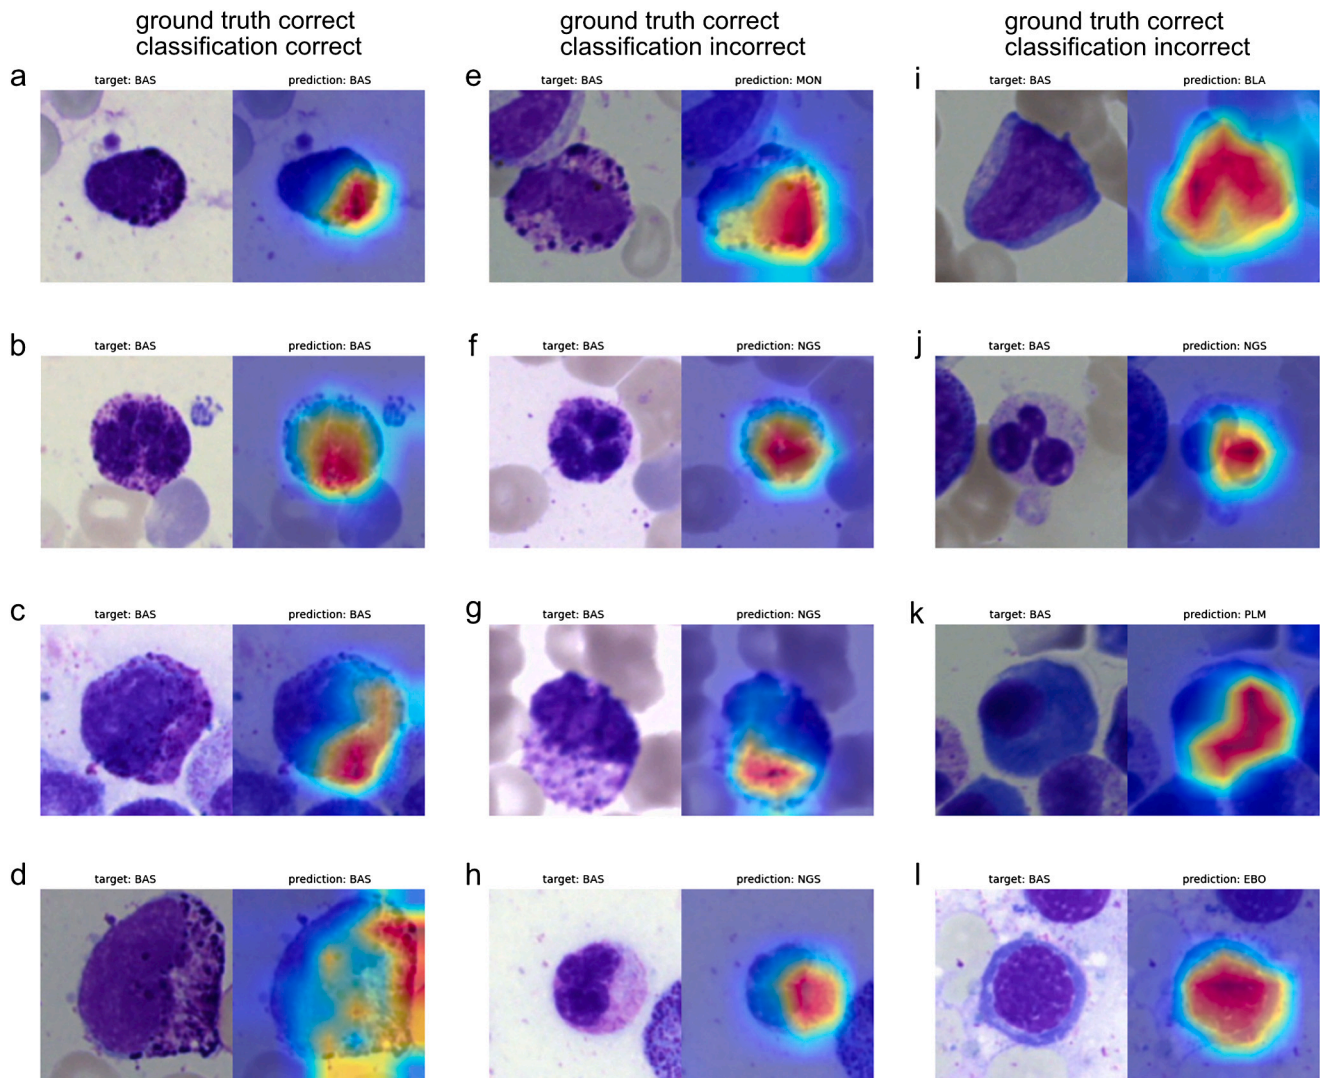 ground truth correct
classification correct
ground truth correct
classification incorrect
ground truth correct
classification incorrect
a
target: BAS
prediction: BAS
e
target: BAS
prediction: MON
i
target: BAS
prediction: BLA
b
target: BAS
prediction: BAS
f
target: BAS
prediction: NGS
j
target: BAS
prediction: NGS
c
target: BAS
prediction: BAS
g
target: BAS
prediction: NGS
k
target: BAS
prediction: PLM
d
target: BAS
prediction: BAS
h
target: BAS
prediction: NGS
l
target: BAS
prediction: EBO